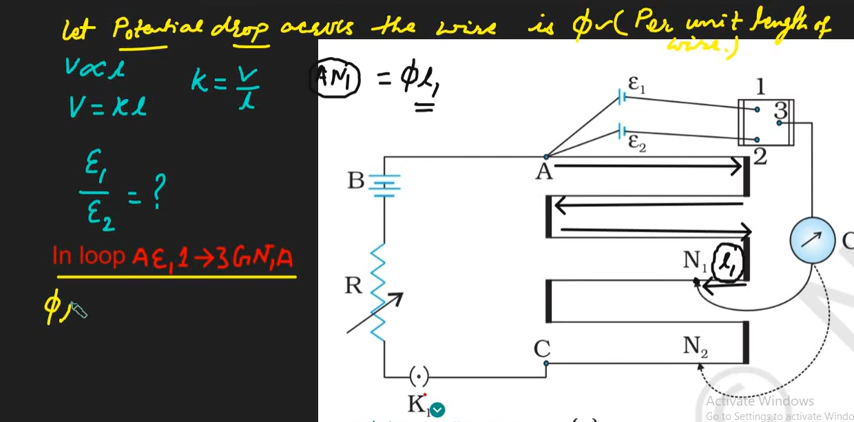 Let Potential drop across the wire is φ (Per unit length of wire.)
V∝l
V=Kl
K=V/l
AN₁ = φl₁
ε₁/ε₂ = ?
In loop Aε₁1→3GN₁A
φ
ε₁
ε₂
1
3
2
A
B
G
N₁
l₁
R
C
N₂
K₁
Activate Windows
Go to Settings to activate Windo